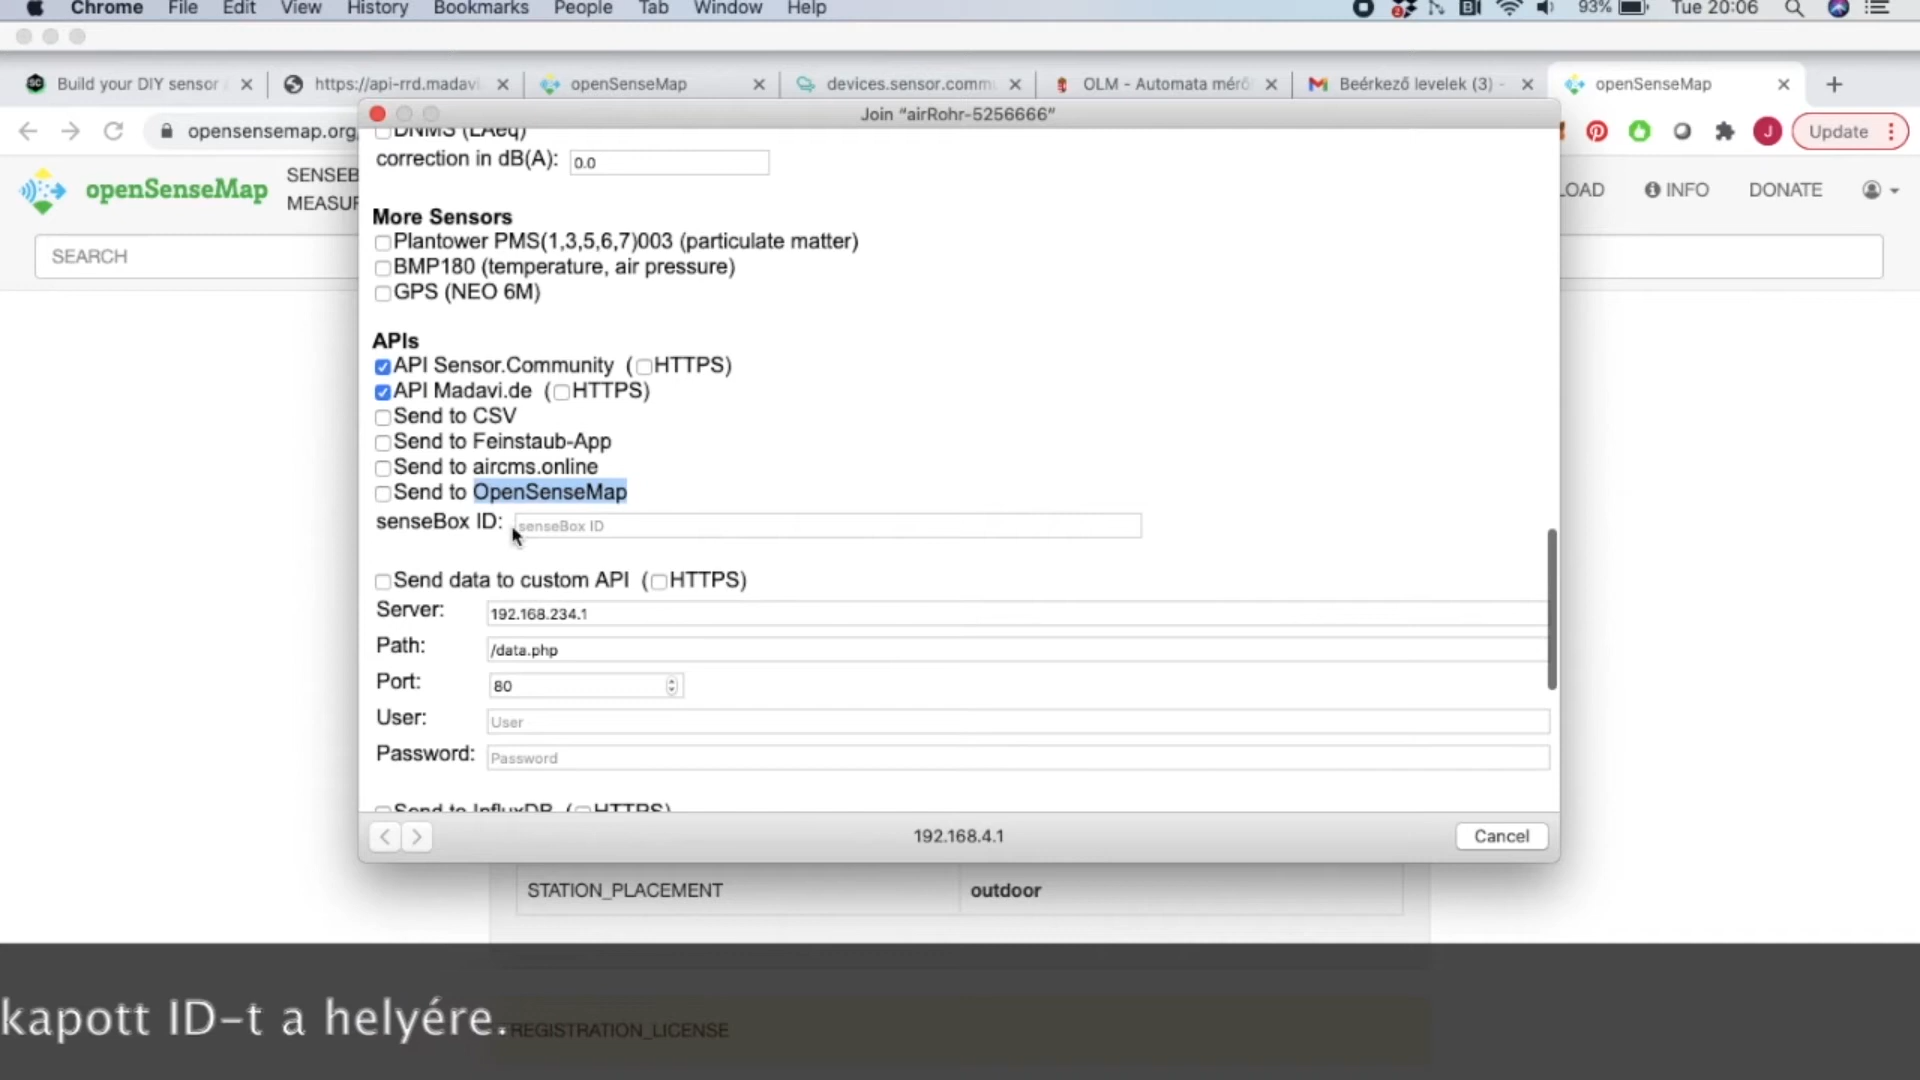 Chrome File Edit View History Bookmarks People Tab Window Help 93% Tue 20:06
Build your DIY sensor https://api-rrd.madavi openSenseMap devices.sensor.comm OLM - Automata mérő Beérkező levelek (3) - openSenseMap
opensensemap.org Update
Join “airRohr-5256666”
DNMS (LAeq)
correction in dB(A): 0.0
openSenseMap SENSEB LOAD INFO DONATE
MEASUR
SEARCH
More Sensors
Plantower PMS(1,3,5,6,7)003 (particulate matter)
BMP180 (temperature, air pressure)
GPS (NEO 6M)
APIs
API Sensor.Community ( HTTPS)
API Madavi.de ( HTTPS)
Send to CSV
Send to Feinstaub-App
Send to aircms.online
Send to OpenSenseMap
senseBox ID: senseBox ID
Send data to custom API ( HTTPS)
Server: 192.168.234.1
Path: /data.php
Port: 80
User: User
Password: Password
Send to InfluxDB ( HTTPS)
192.168.4.1 Cancel
STATION_PLACEMENT outdoor
kapott ID-t a helyére.
REGISTRATION_LICENSE